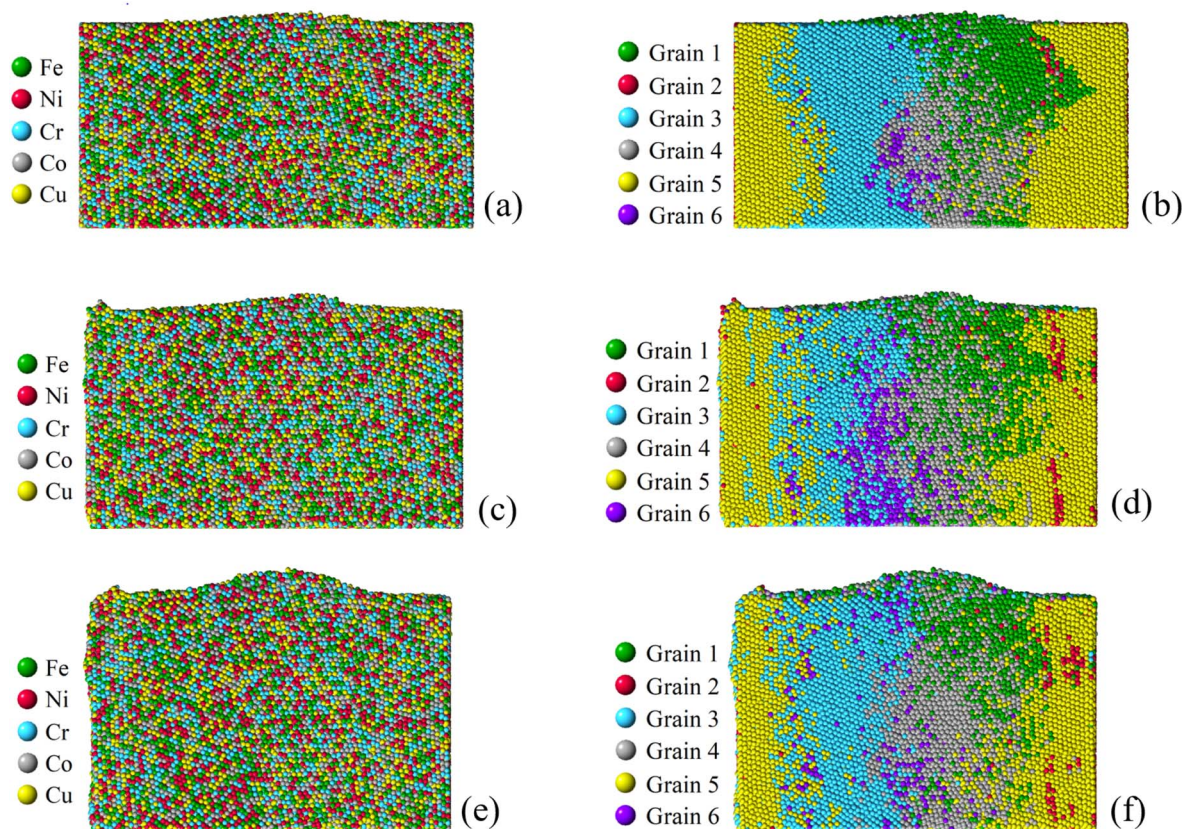 Fe
Ni
Cr
Co
Cu
(a)
Grain 1
Grain 2
Grain 3
Grain 4
Grain 5
Grain 6
(b)
Fe
Ni
Cr
Co
Cu
(c)
Grain 1
Grain 2
Grain 3
Grain 4
Grain 5
Grain 6
(d)
Fe
Ni
Cr
Co
Cu
(e)
Grain 1
Grain 2
Grain 3
Grain 4
Grain 5
Grain 6
(f)